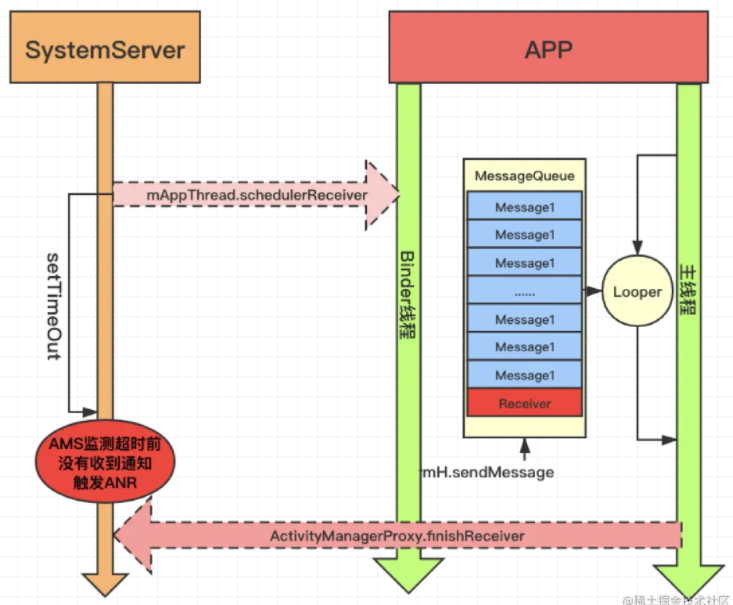 SystemServer
APP
mAppThread.schedulerReceiver
setTimeOut
Binder线程
MessageQueue
Message1
Message1
Message1
......
Message1
Message1
Message1
Receiver
Looper
主线程
mH.sendMessage
AMS监测超时前
没有收到通知
触发ANR
ActivityManagerProxy.finishReceiver
@稀土掘金技术社区